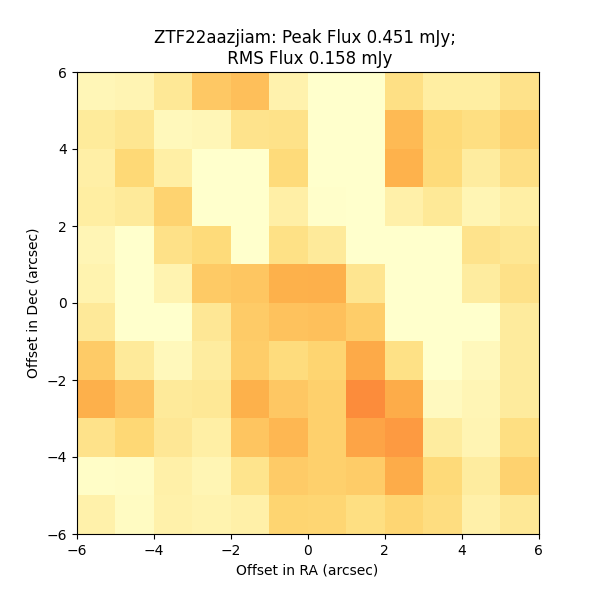 ZTF22aazjiam: Peak Flux 0.451 mJy;
RMS Flux 0.158 mJy
6
4
2
0
−2
−4
−6
Offset in Dec (arcsec)
−6 −4 −2 0 2 4 6
Offset in RA (arcsec)